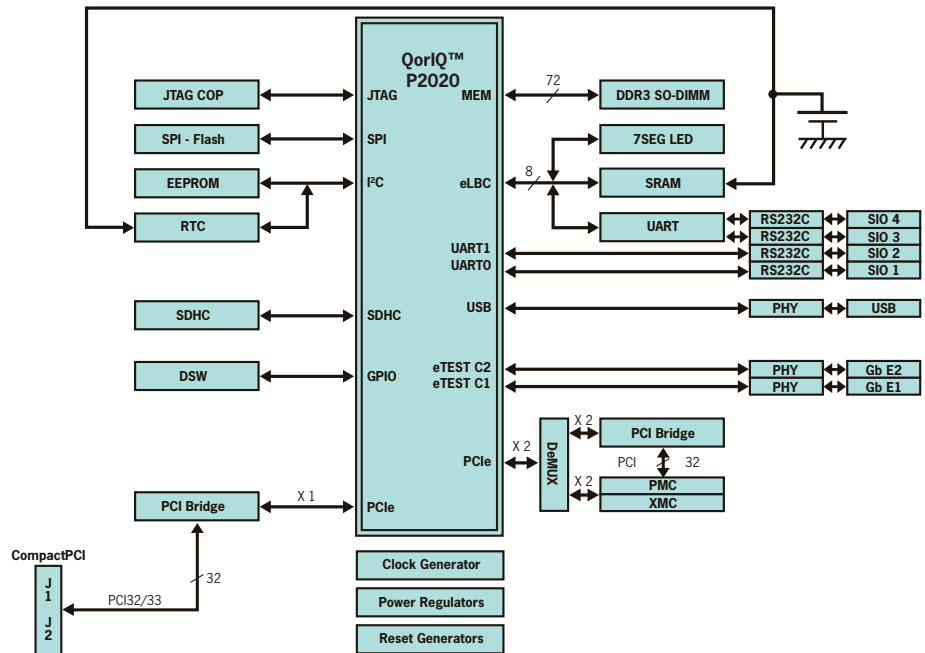 QorIQ™
P2020
JTAG COP
JTAG
MEM
72
DDR3 SO-DIMM
SPI - Flash
SPI
7SEG LED
EEPROM
I²C
eLBC
8
SRAM
RTC
UART
RS232C
SIO 4
RS232C
SIO 3
UART1
RS232C
SIO 2
UART0
RS232C
SIO 1
SDHC
SDHC
USB
PHY
USB
DSW
GPIO
eTEST C2
PHY
Gb E2
eTEST C1
PHY
Gb E1
X 2
PCI Bridge
PCIe
X 2
DeMUX
PCI
32
X 2
PMC
XMC
PCI Bridge
X 1
PCIe
CompactPCI
J
1
J
2
PCI32/33
32
Clock Generator
Power Regulators
Reset Generators